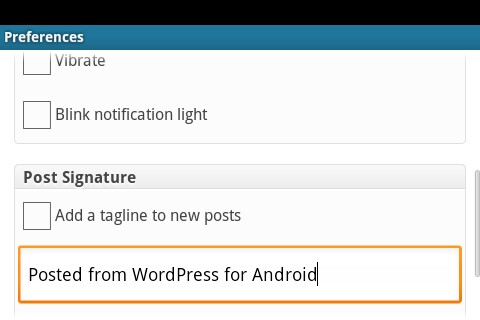 Preferences
Vibrate
Blink notification light
Post Signature
Add a tagline to new posts
Posted from WordPress for Android